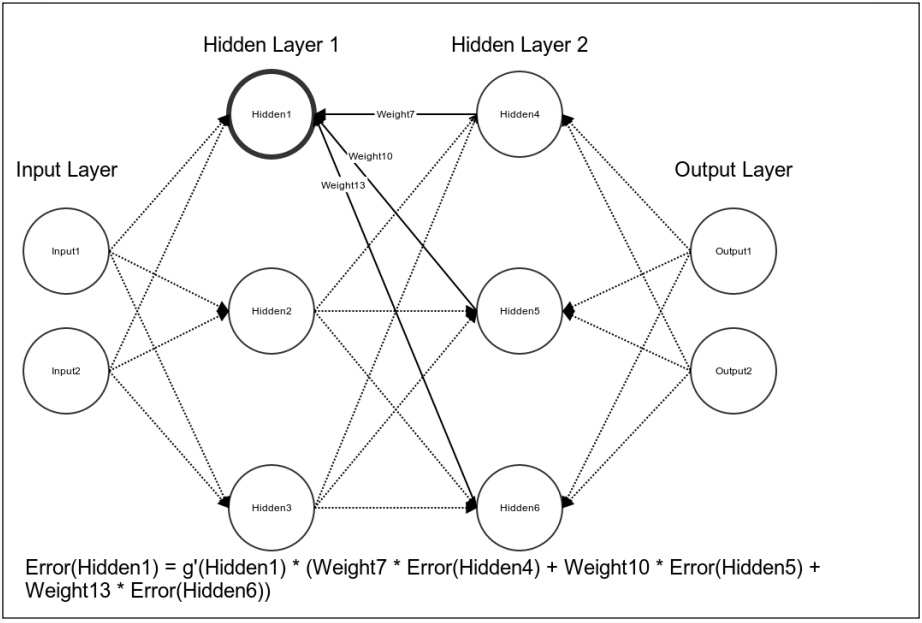 Hidden Layer 1
Hidden Layer 2
Hidden1
Weight7
Hidden4
Weight10
Weight13
Input Layer
Output Layer
Input1
Output1
Hidden2
Hidden5
Input2
Output2
Hidden3
Hidden6
Error(Hidden1) = g'(Hidden1) * (Weight7 * Error(Hidden4) + Weight10 * Error(Hidden5) +
Weight13 * Error(Hidden6))